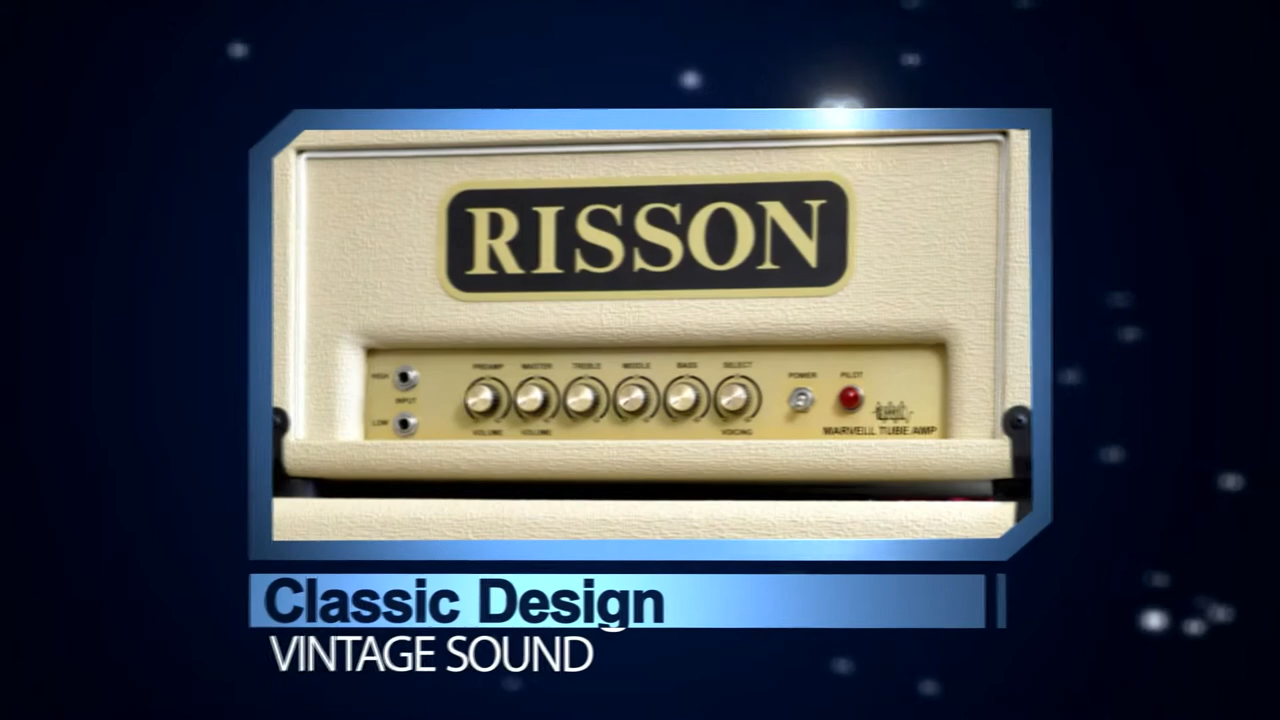 RISSON
HIGH
INPUT
LOW
PREAMP MASTER TREBLE MIDDLE BASS SELECT
VOLUME VOLUME VOICING
POWER PILOT
MARVELL TUBE AMP
Classic Design
VINTAGE SOUND